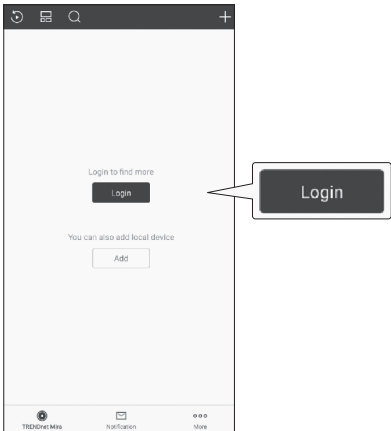 Login to find more
Login
Login
You can also add local device
Add
TRENDnet Mira
Notification
More